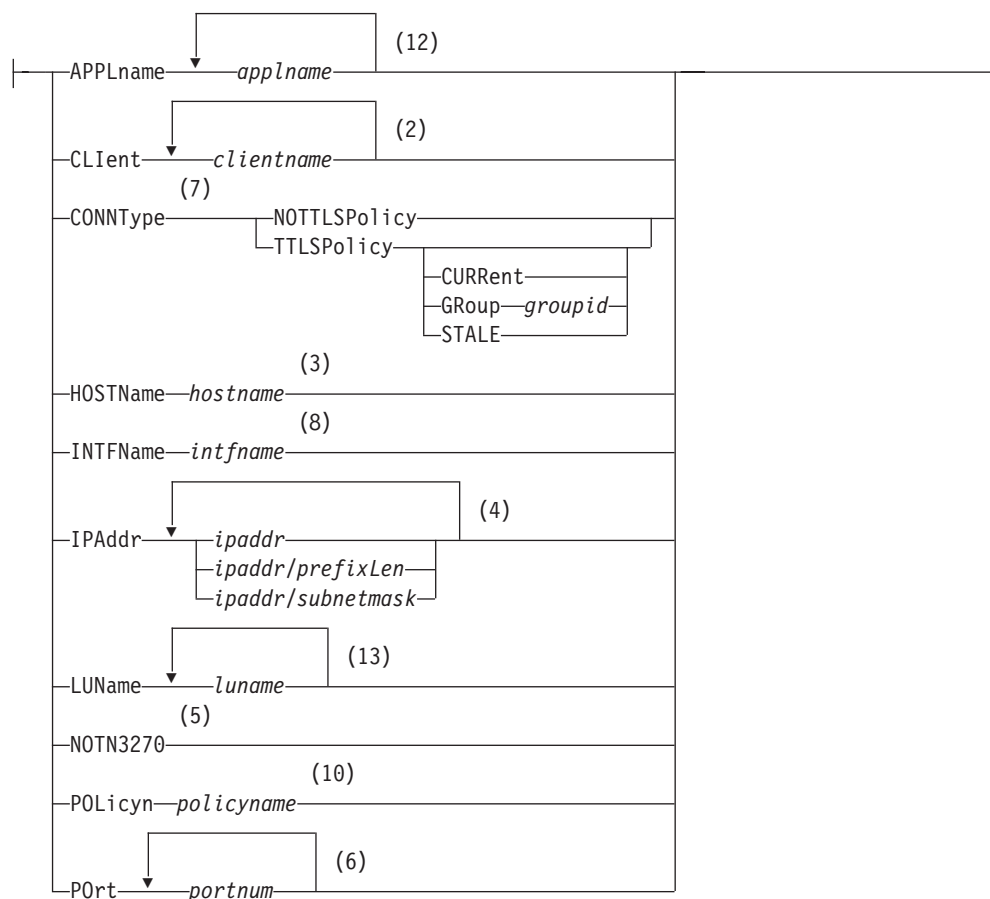 (12)
APPLname applname
(2)
CLIent clientname
(7)
CONNType NOTTLSPolicy
TTLSPolicy
CURRent
GRoup groupid
STALE
(3)
HOSTName hostname
(8)
INTFName intfname
(4)
IPAddr ipaddr
ipaddr/prefixLen
ipaddr/subnetmask
(13)
LUName luname
(5)
NOTN3270
(10)
POLicyn policyname
(6)
POrt portnum